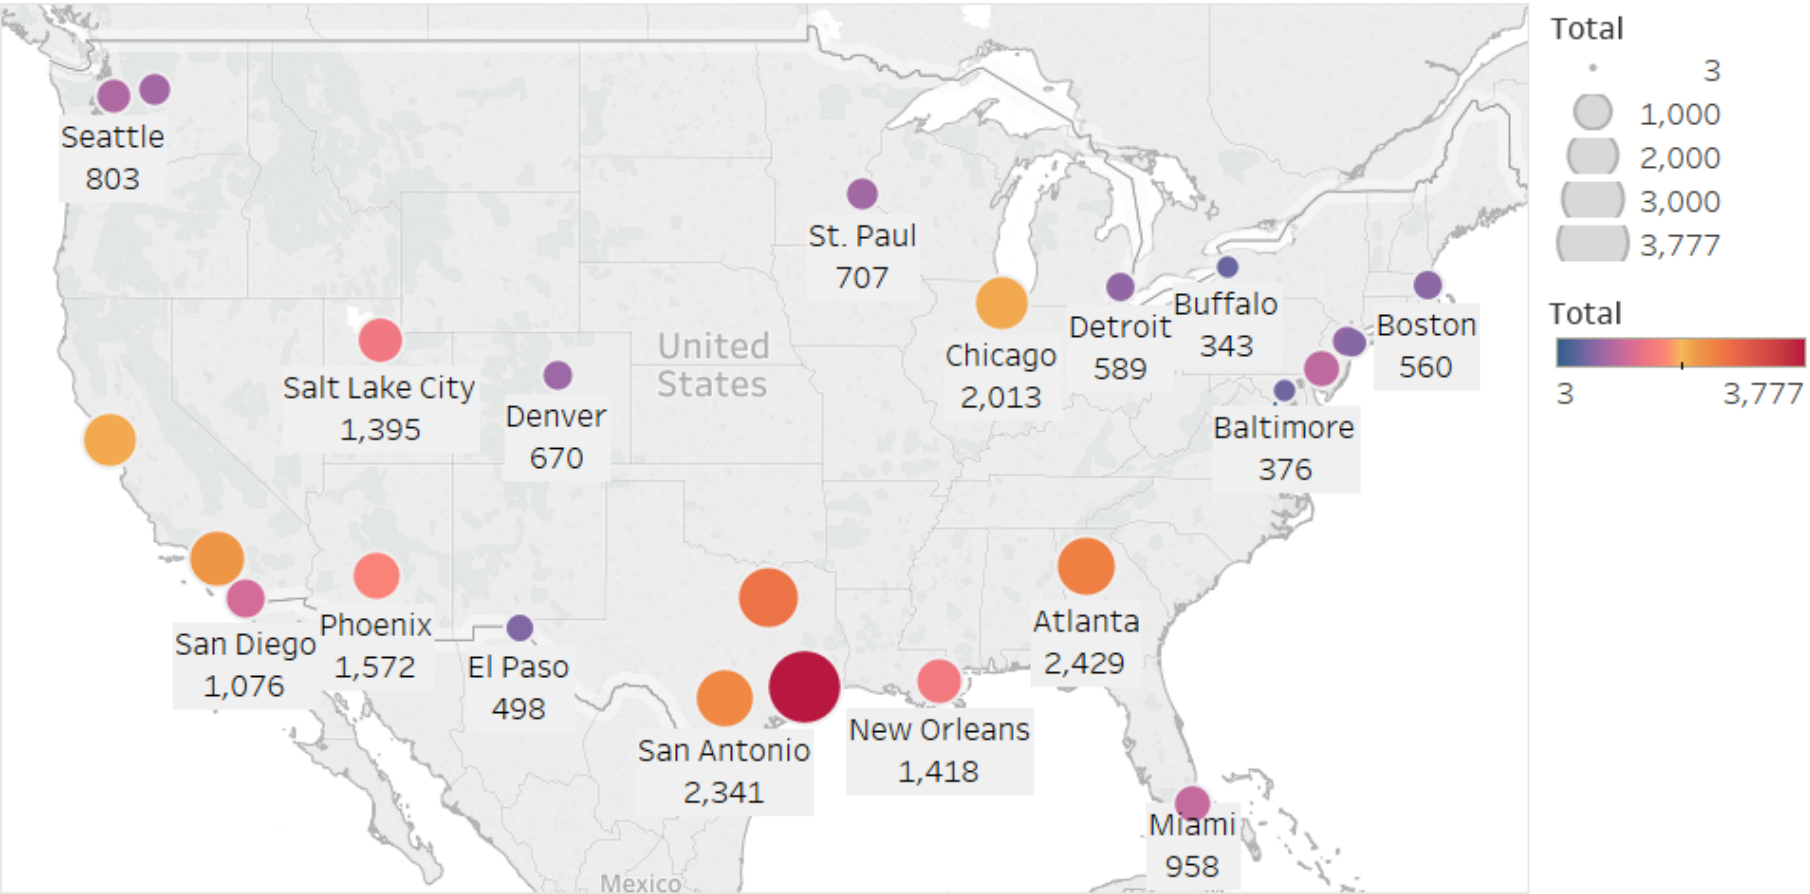 Seattle
803
St. Paul
707
United
States
Salt Lake City
1,395
Denver
670
Chicago
2,013
Detroit
589
Buffalo
343
Boston
560
Baltimore
376
San Diego
1,076
Phoenix
1,572
El Paso
498
San Antonio
2,341
New Orleans
1,418
Atlanta
2,429
Miami
958
Mexico
Total
3
1,000
2,000
3,000
3,777
Total
3 3,777